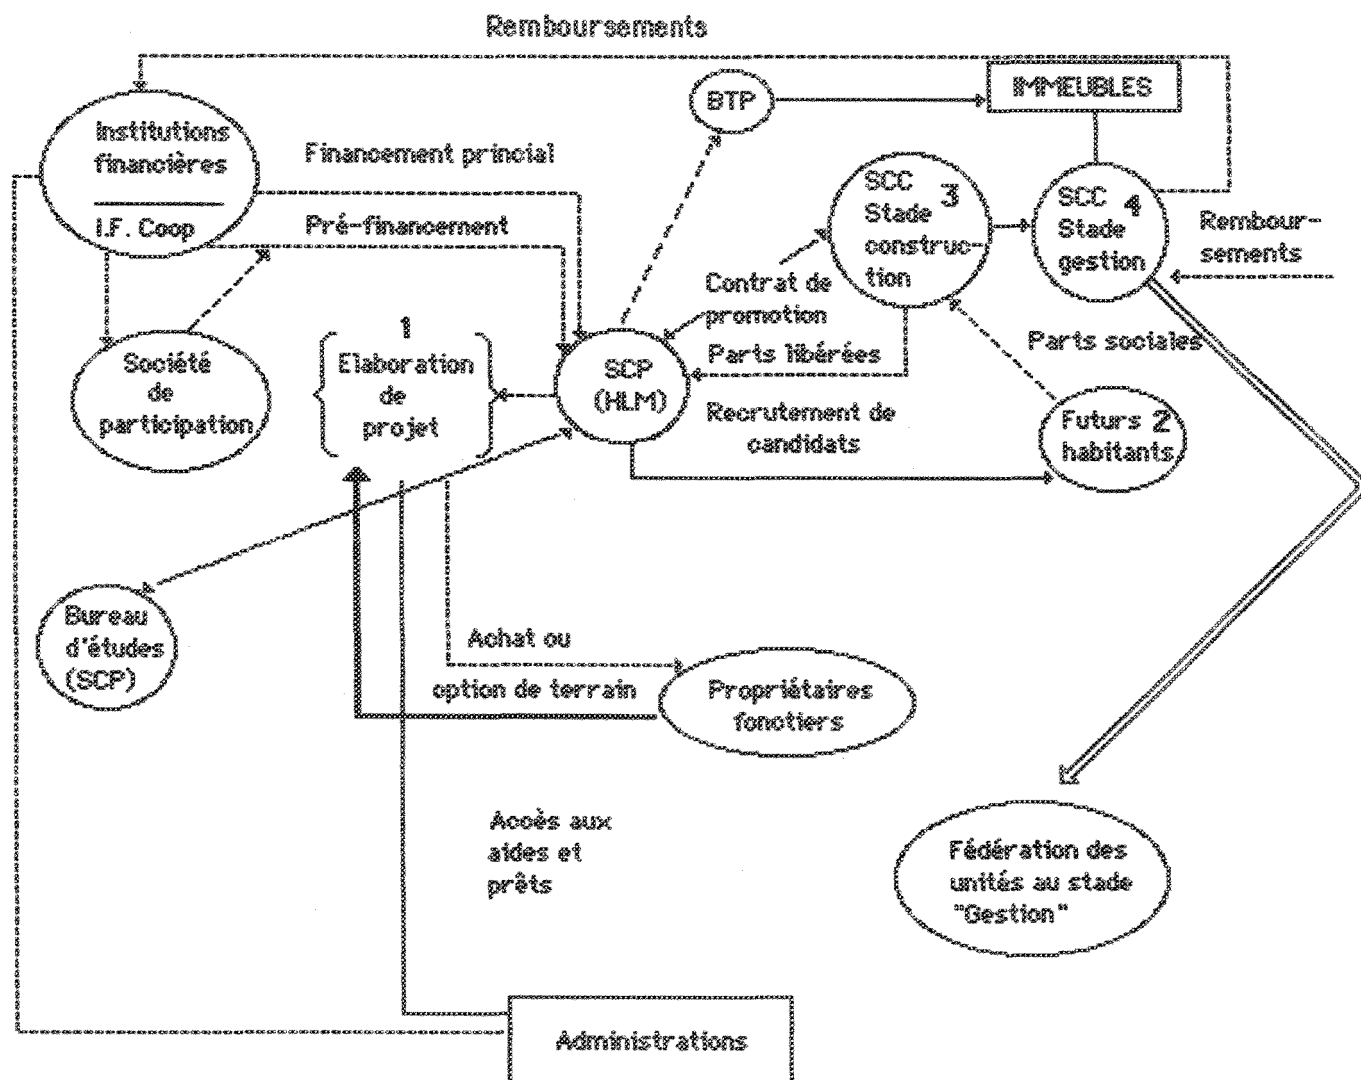 Remboursements
BTP
IMMEUBLES
Institutions
financières
I.F. Coop
Financement princial
Pré-financement
SCC 3
Stade
construc-
tion
SCC 4
Stade
gestion
Rembour-
sements
Contrat de
promotion
Parts libérées
Parts sociales
Société
de
participation
1
Elaboration
de
projet
SCP
(HLM)
Recrutement de
candidats
Futurs 2
habitants
Bureau
d'études
(SCP)
Achat ou
option de terrain
Propriétaires
fonotiers
Accès aux
aides et
prêts
Fédération des
unités au stade
"Gestion"
Administrations